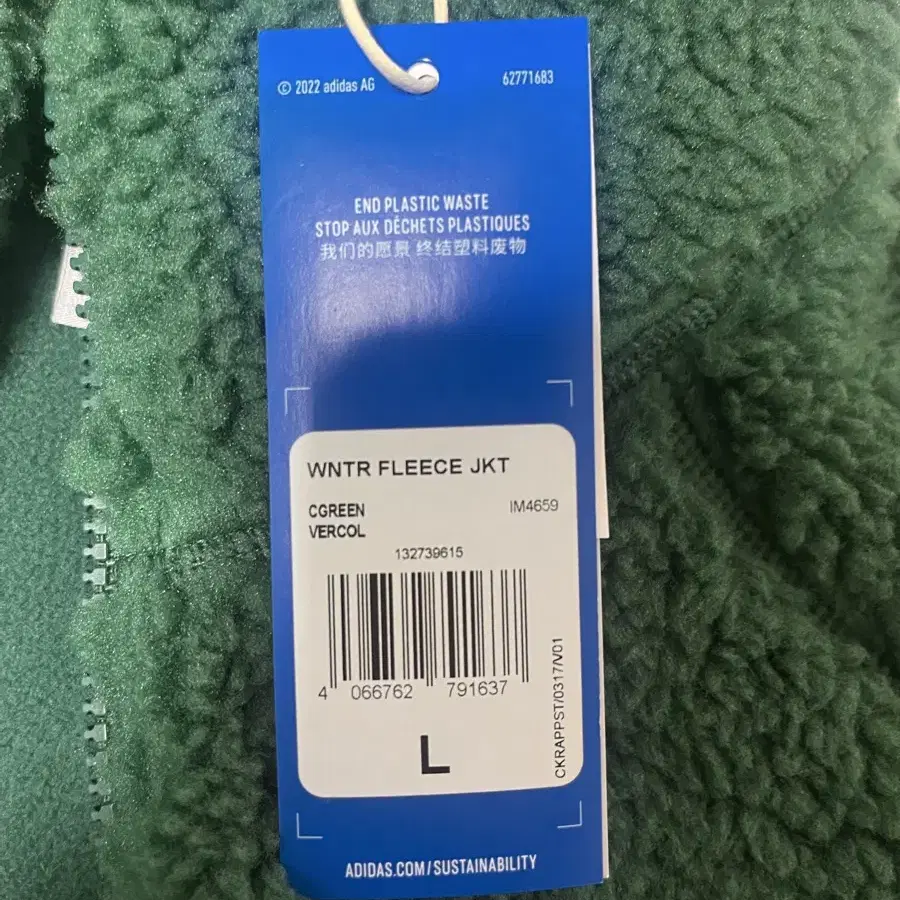 © 2022 adidas AG
62771683
END PLASTIC WASTE
STOP AUX DÉCHETS PLASTIQUES
我们的愿景 终结塑料废物
WNTR FLEECE JKT
CGREEN IM4659
VERCOL
132739615
4 066762 791637
CKRAPPST/0317/V01
L
ADIDAS.COM/SUSTAINABILITY